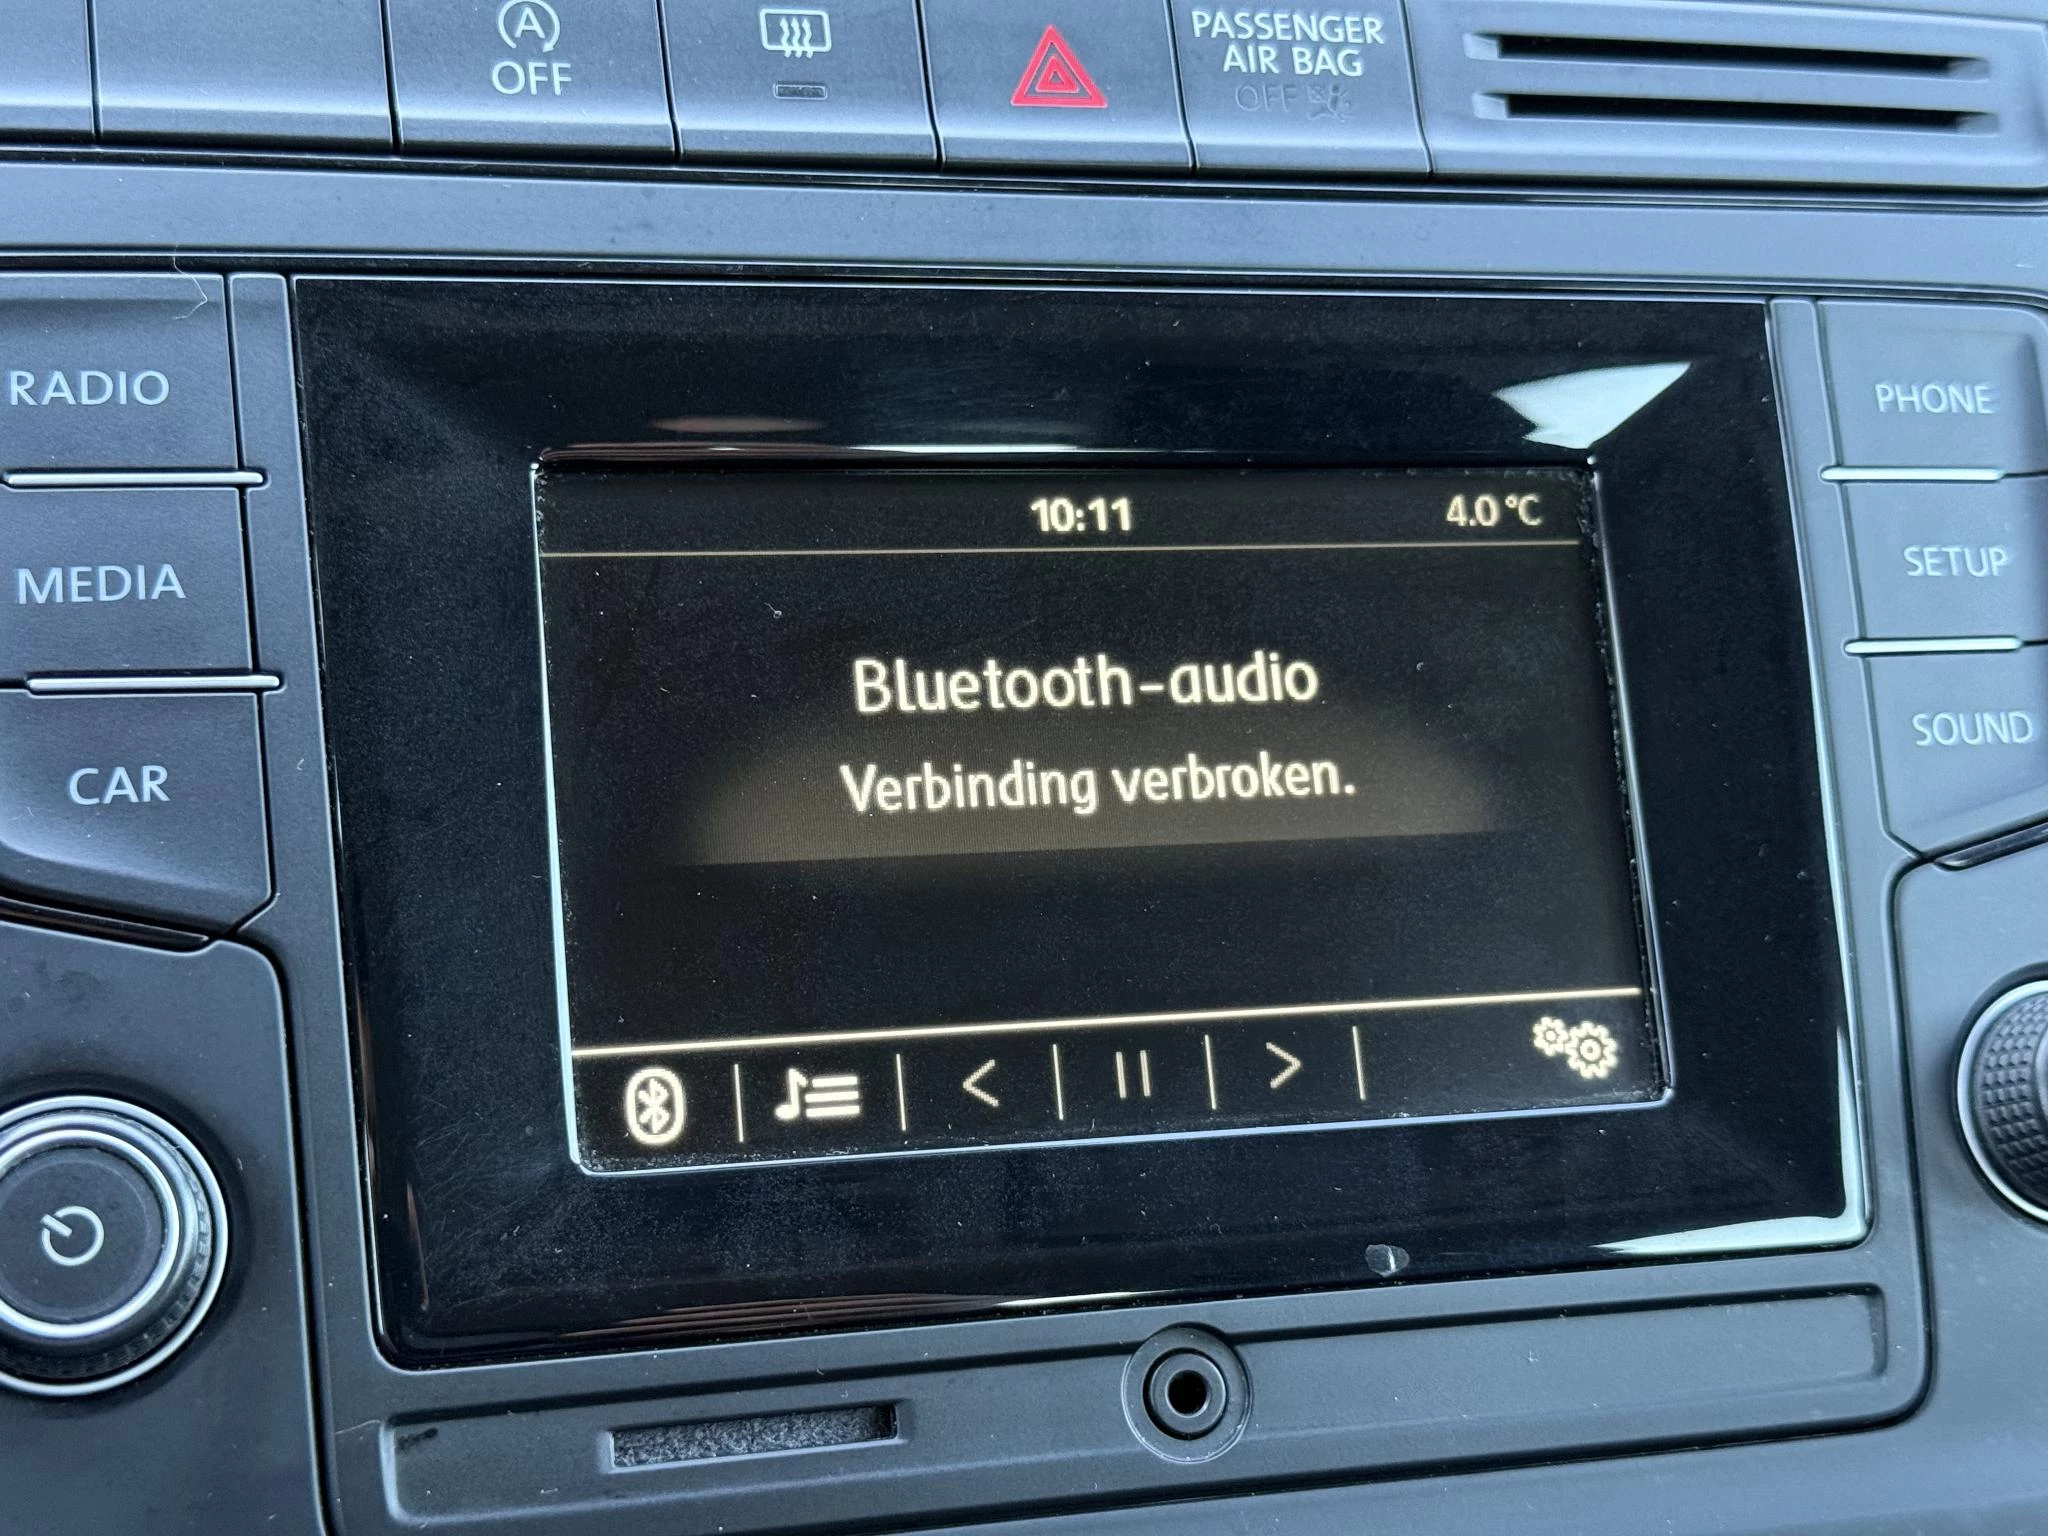 A
OFF
PASSENGER
AIR BAG
OFF
RADIO
MEDIA
CAR
10:11
4.0 °C
Bluetooth-audio
Verbinding verbroken.
PHONE
SETUP
SOUND